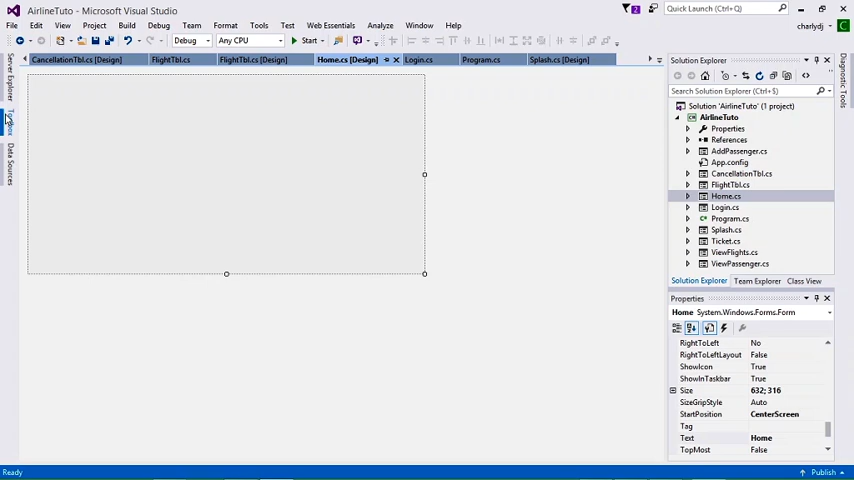 AirlineTuto - Microsoft Visual Studio
2
Quick Launch (Ctrl+Q)
File Edit View Project Build Debug Team Format Tools Test Web Essentials Analyze Window Help
charlydj
C
Debug Any CPU Start
CancellationTbl.cs [Design] FlightTbl.cs FlightTbl.cs [Design] Home.cs [Design] Login.cs Program.cs Splash.cs [Design]
Server Explorer
Toolbox
Data Sources
Solution Explorer
Search Solution Explorer (Ctrl+$)
Solution 'AirlineTuto' (1 project)
AirlineTuto
Properties
References
AddPassenger.cs
App.config
CancellationTbl.cs
FlightTbl.cs
Home.cs
Login.cs
Program.cs
Splash.cs
Ticket.cs
ViewFlights.cs
ViewPassenger.cs
Solution Explorer Team Explorer Class View
Properties
Home System.Windows.Forms.Form
RightToLeft No
RightToLeftLayout False
ShowIcon True
ShowInTaskbar True
Size 632; 316
SizeGripStyle Auto
StartPosition CenterScreen
Tag
Text Home
TopMost False
Diagnostic Tools
Ready
Publish